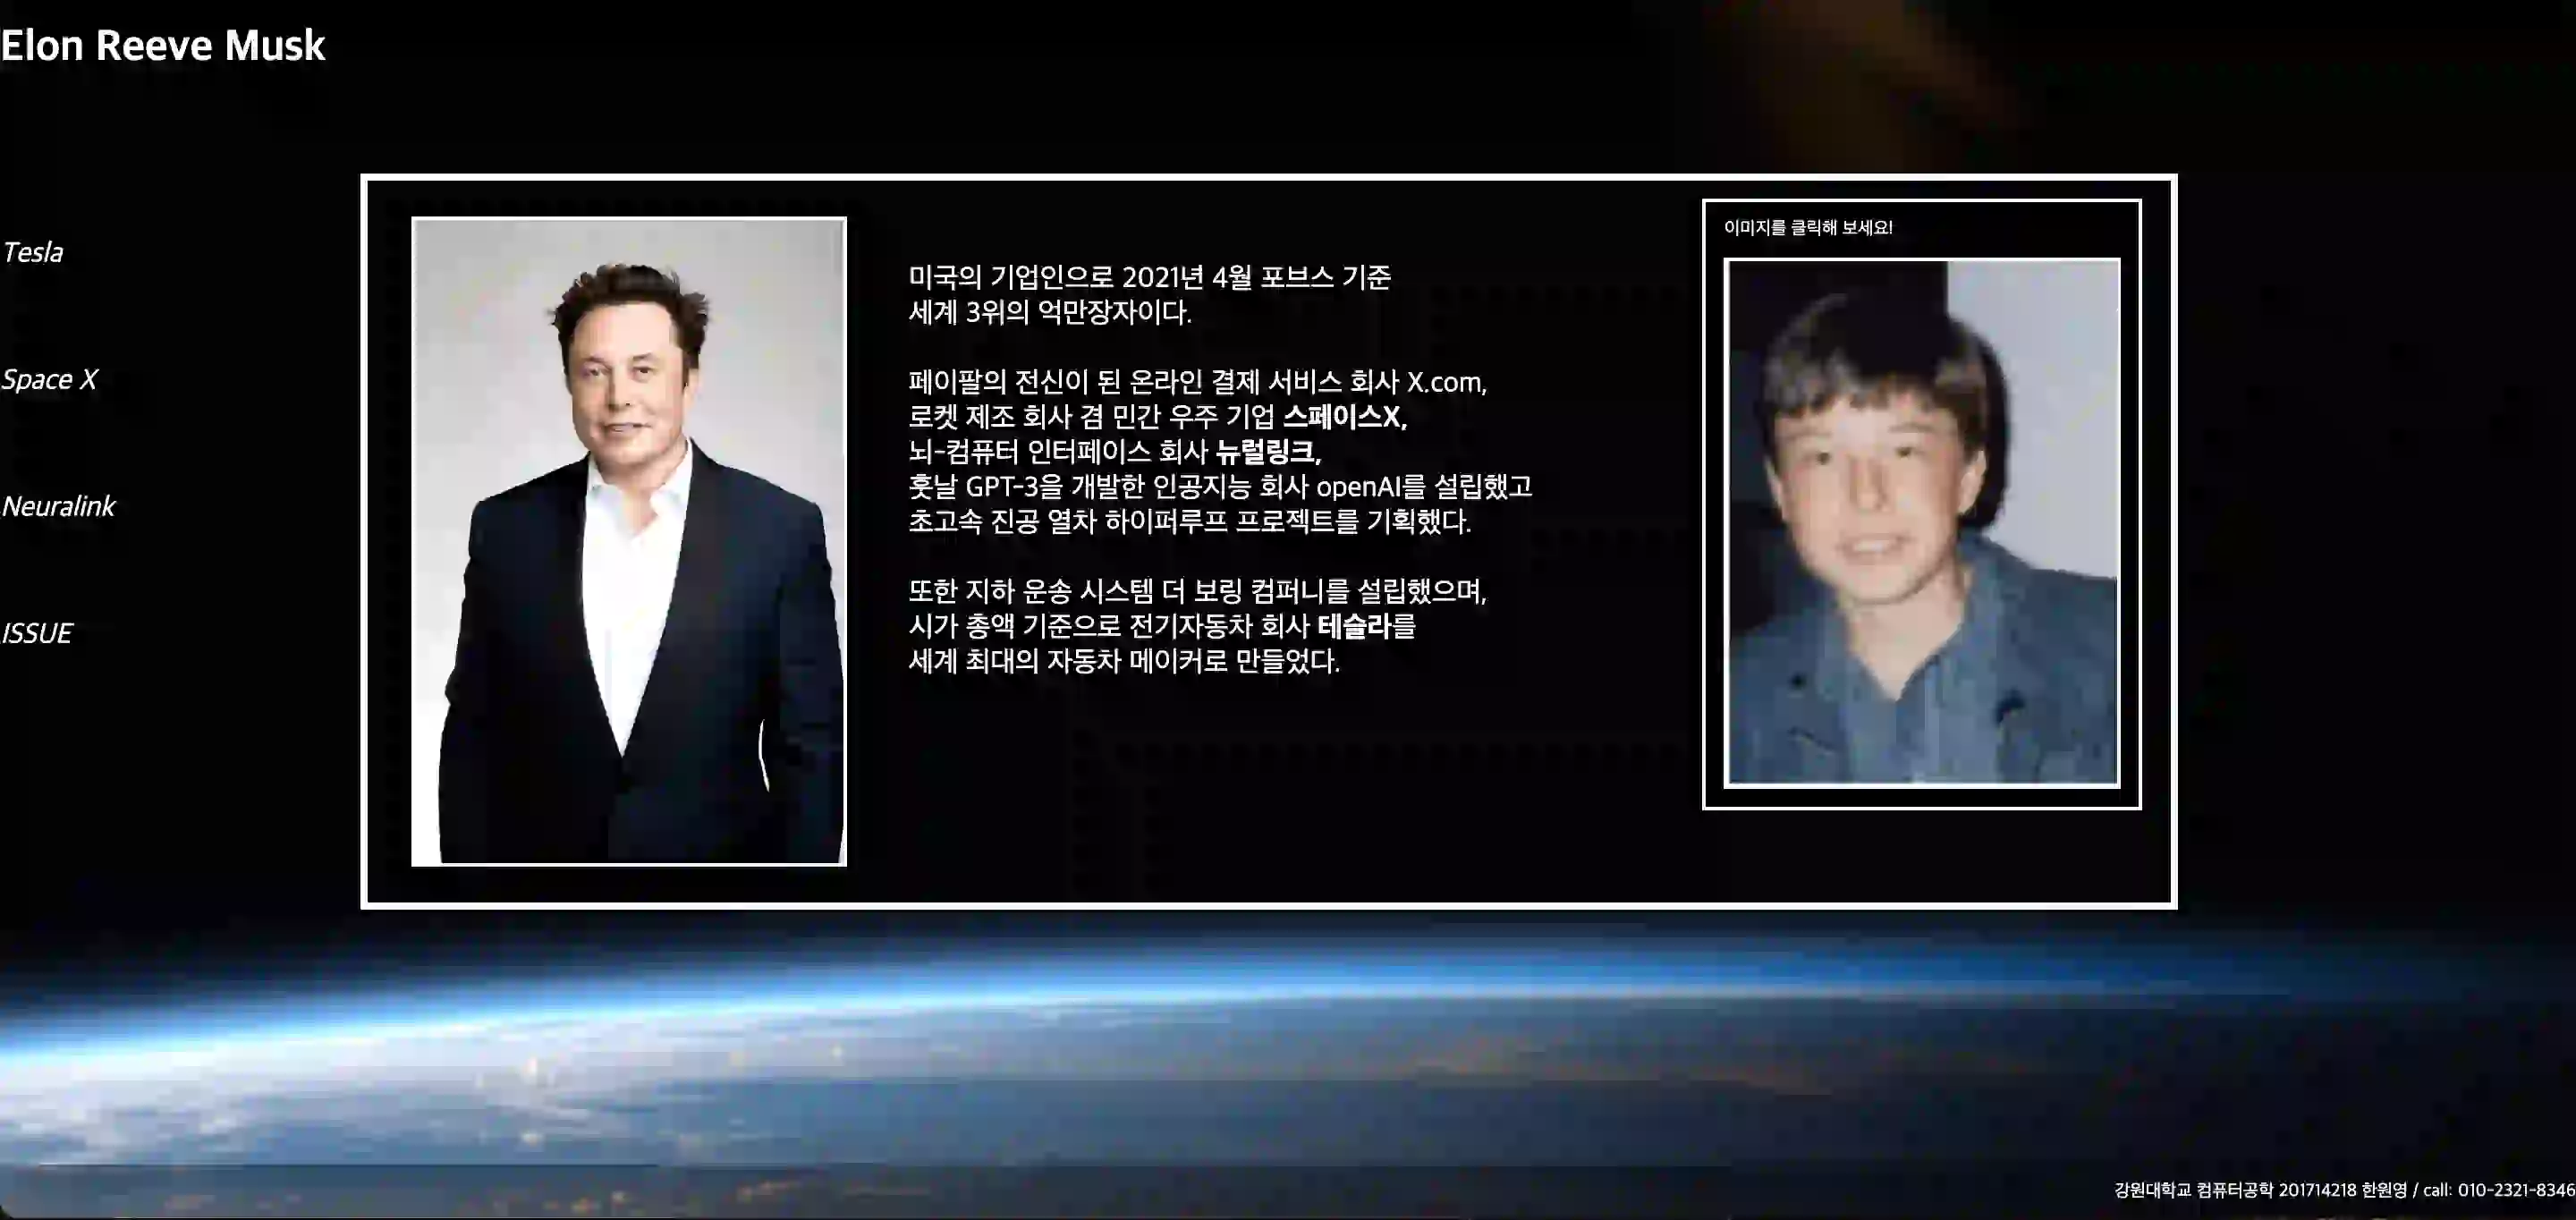 Elon Reeve Musk
Tesla
Space X
Neuralink
ISSUE
미국의 기업인으로 2021년 4월 포브스 기준
세계 3위의 억만장자이다.
페이팔의 전신이 된 온라인 결제 서비스 회사 X.com,
로켓 제조 회사 겸 민간 우주 기업 스페이스X,
뇌-컴퓨터 인터페이스 회사 뉴럴링크,
훗날 GPT-3을 개발한 인공지능 회사 openAI를 설립했고
초고속 진공 열차 하이퍼루프 프로젝트를 기획했다.
또한 지하 운송 시스템 더 보링 컴퍼니를 설립했으며,
시가 총액 기준으로 전기자동차 회사 테슬라를
세계 최대의 자동차 메이커로 만들었다.
이미지를 클릭해 보세요!
강원대학교 컴퓨터공학 201714218 한원영 / call: 010-2321-8346